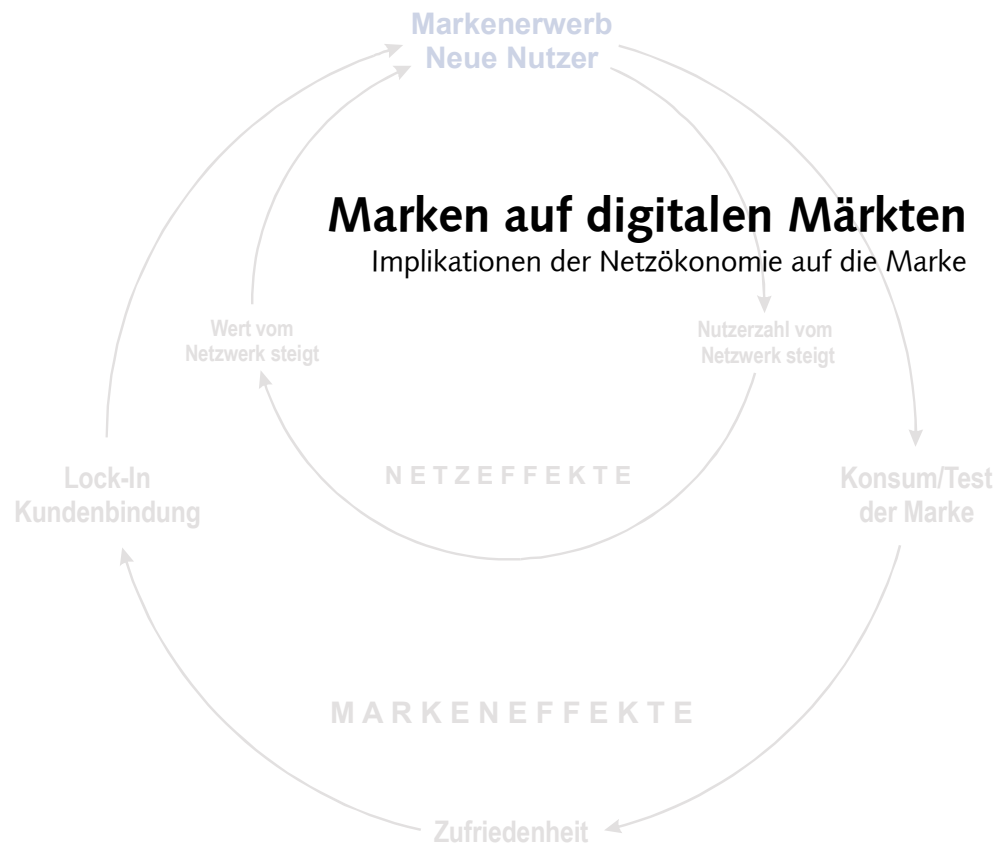 Markenerwerb
Neue Nutzer
Marken auf digitalen Märkten
Implikationen der Netzökonomie auf die Marke
Wert vom
Netzwerk steigt
Nutzerzahl vom
Netzwerk steigt
NETZEFFEKTE
Lock-In
Kundenbindung
Konsum/Test
der Marke
MARKENEFFEKTE
Zufriedenheit